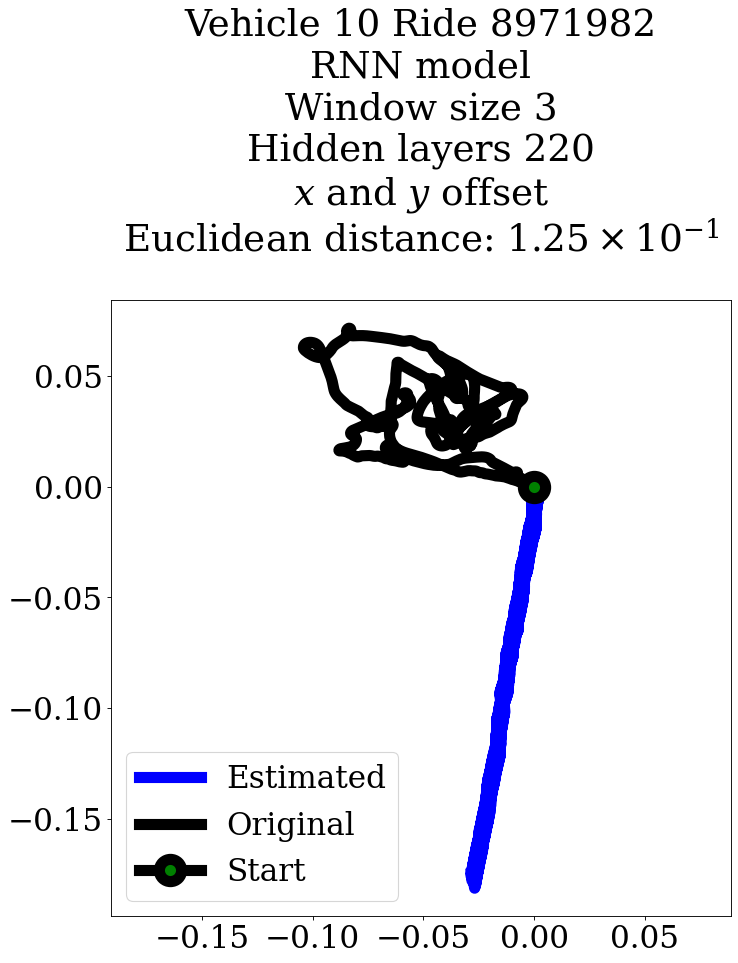 Vehicle 10 Ride 8971982
RNN model
Window size 3
Hidden layers 220
x and y offset
Euclidean distance: 1.25 × 10⁻¹
0.05
0.00
−0.05
−0.10
−0.15
Estimated
Original
Start
−0.15 −0.10 −0.05 0.00 0.05